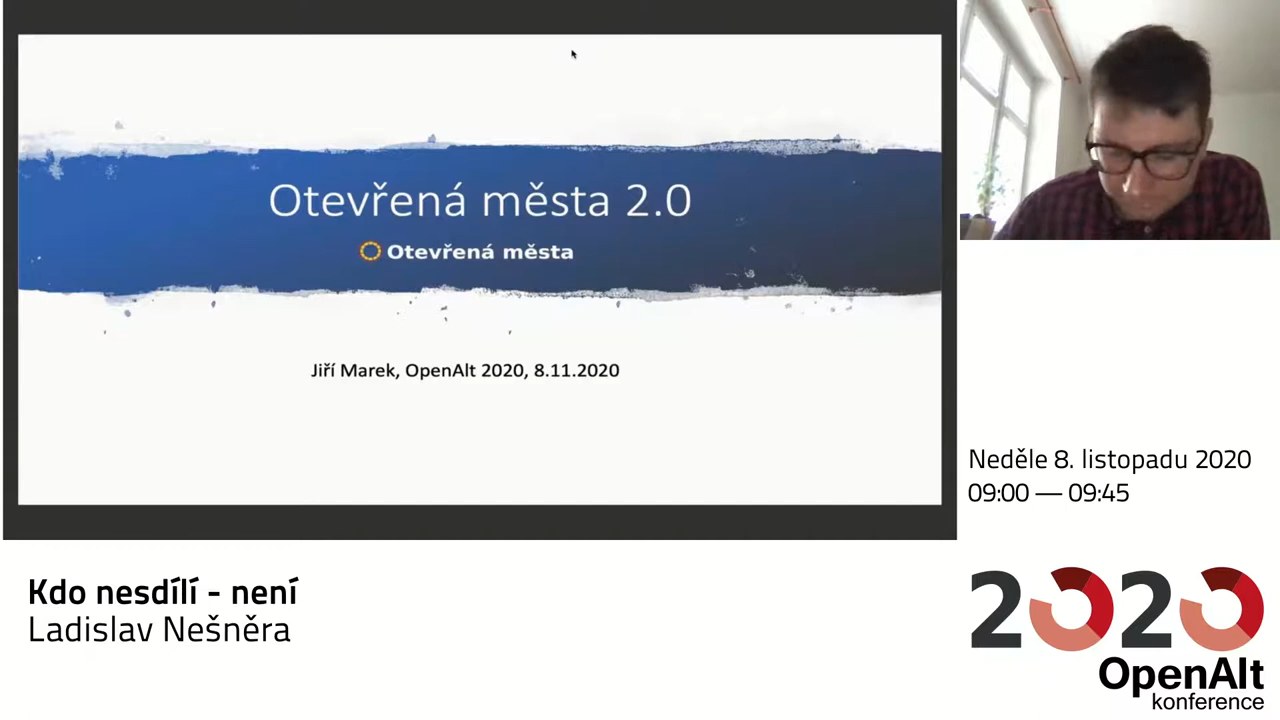 Otevřená města 2.0
Otevřená města
Jiří Marek, OpenAlt 2020, 8.11.2020
Neděle 8. listopadu 2020
09:00 — 09:45
Kdo nesdílí - není
Ladislav Nešněra
2020
OpenAlt
konference